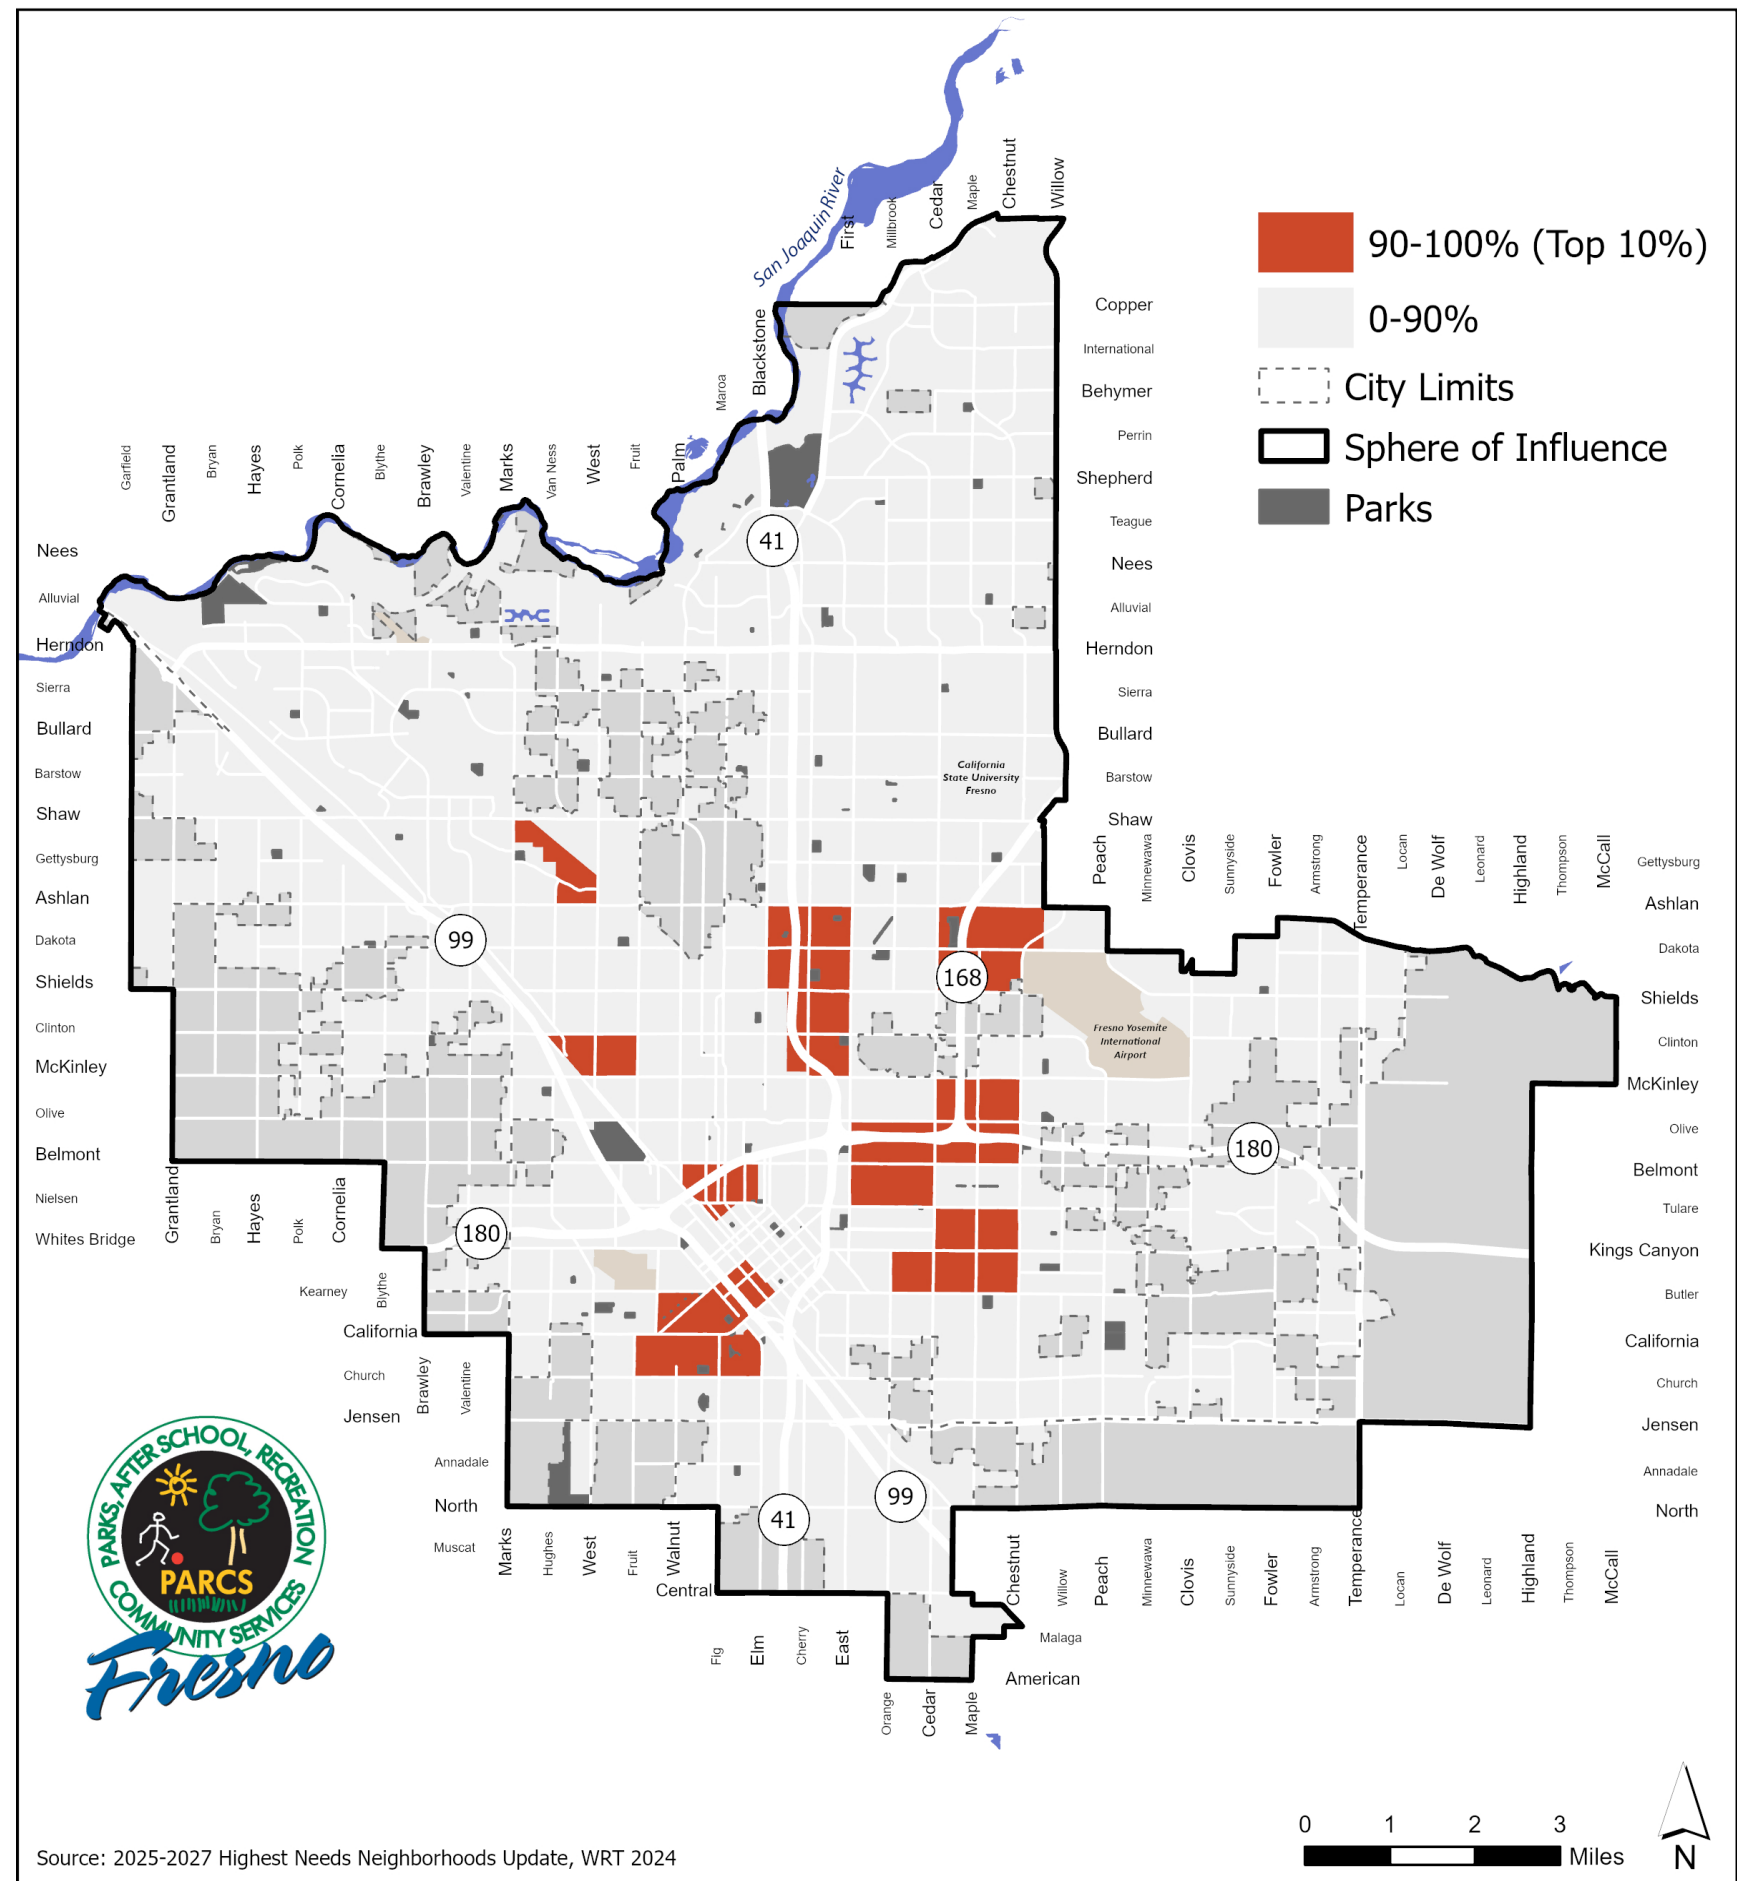 San Joaquin River
First
Millbrook
Cedar
Maple
Chestnut
Willow
90-100% (Top 10%)
0-90%
City Limits
Sphere of Influence
Parks
Copper
International
Behymer
Perrin
Shepherd
Teague
Nees
Alluvial
Herndon
Sierra
Bullard
Barstow
Shaw
Maroa
Blackstone
Garfield
Grantland
Bryan
Hayes
Polk
Cornelia
Blythe
Brawley
Valentine
Marks
Van Ness
West
Fruit
Palm
41
Nees
Alluvial
Herndon
Sierra
Bullard
Barstow
Shaw
Gettysburg
Ashlan
Dakota
Shields
Clinton
McKinley
Olive
Belmont
Nielsen
Whites Bridge
California
State University
Fresno
Peach
Minnewawa
Clovis
Sunnyside
Fowler
Armstrong
Temperance
Locan
De Wolf
Leonard
Highland
Thompson
McCall
Gettysburg
Ashlan
Dakota
Shields
Clinton
McKinley
Olive
Belmont
Tulare
Kings Canyon
Butler
California
Church
Jensen
Annadale
North
99
168
Fresno Yosemite
International
Airport
180
180
Grantland
Bryan
Hayes
Polk
Cornelia
Kearney
Blythe
California
Church
Brawley
Valentine
Jensen
Annadale
North
Muscat
Marks
Hughes
West
Fruit
Walnut
Central
41
99
Chestnut
Willow
Peach
Minnewawa
Clovis
Sunnyside
Fowler
Armstrong
Temperance
Locan
De Wolf
Leonard
Highland
Thompson
McCall
Fig
Elm
Cherry
East
Malaga
American
Orange
Cedar
Maple
PARKS, AFTER SCHOOL, RECREATION
COMMUNITY SERVICES
PARCS
Fresno
0 1 2 3
Miles
N
Source: 2025-2027 Highest Needs Neighborhoods Update, WRT 2024